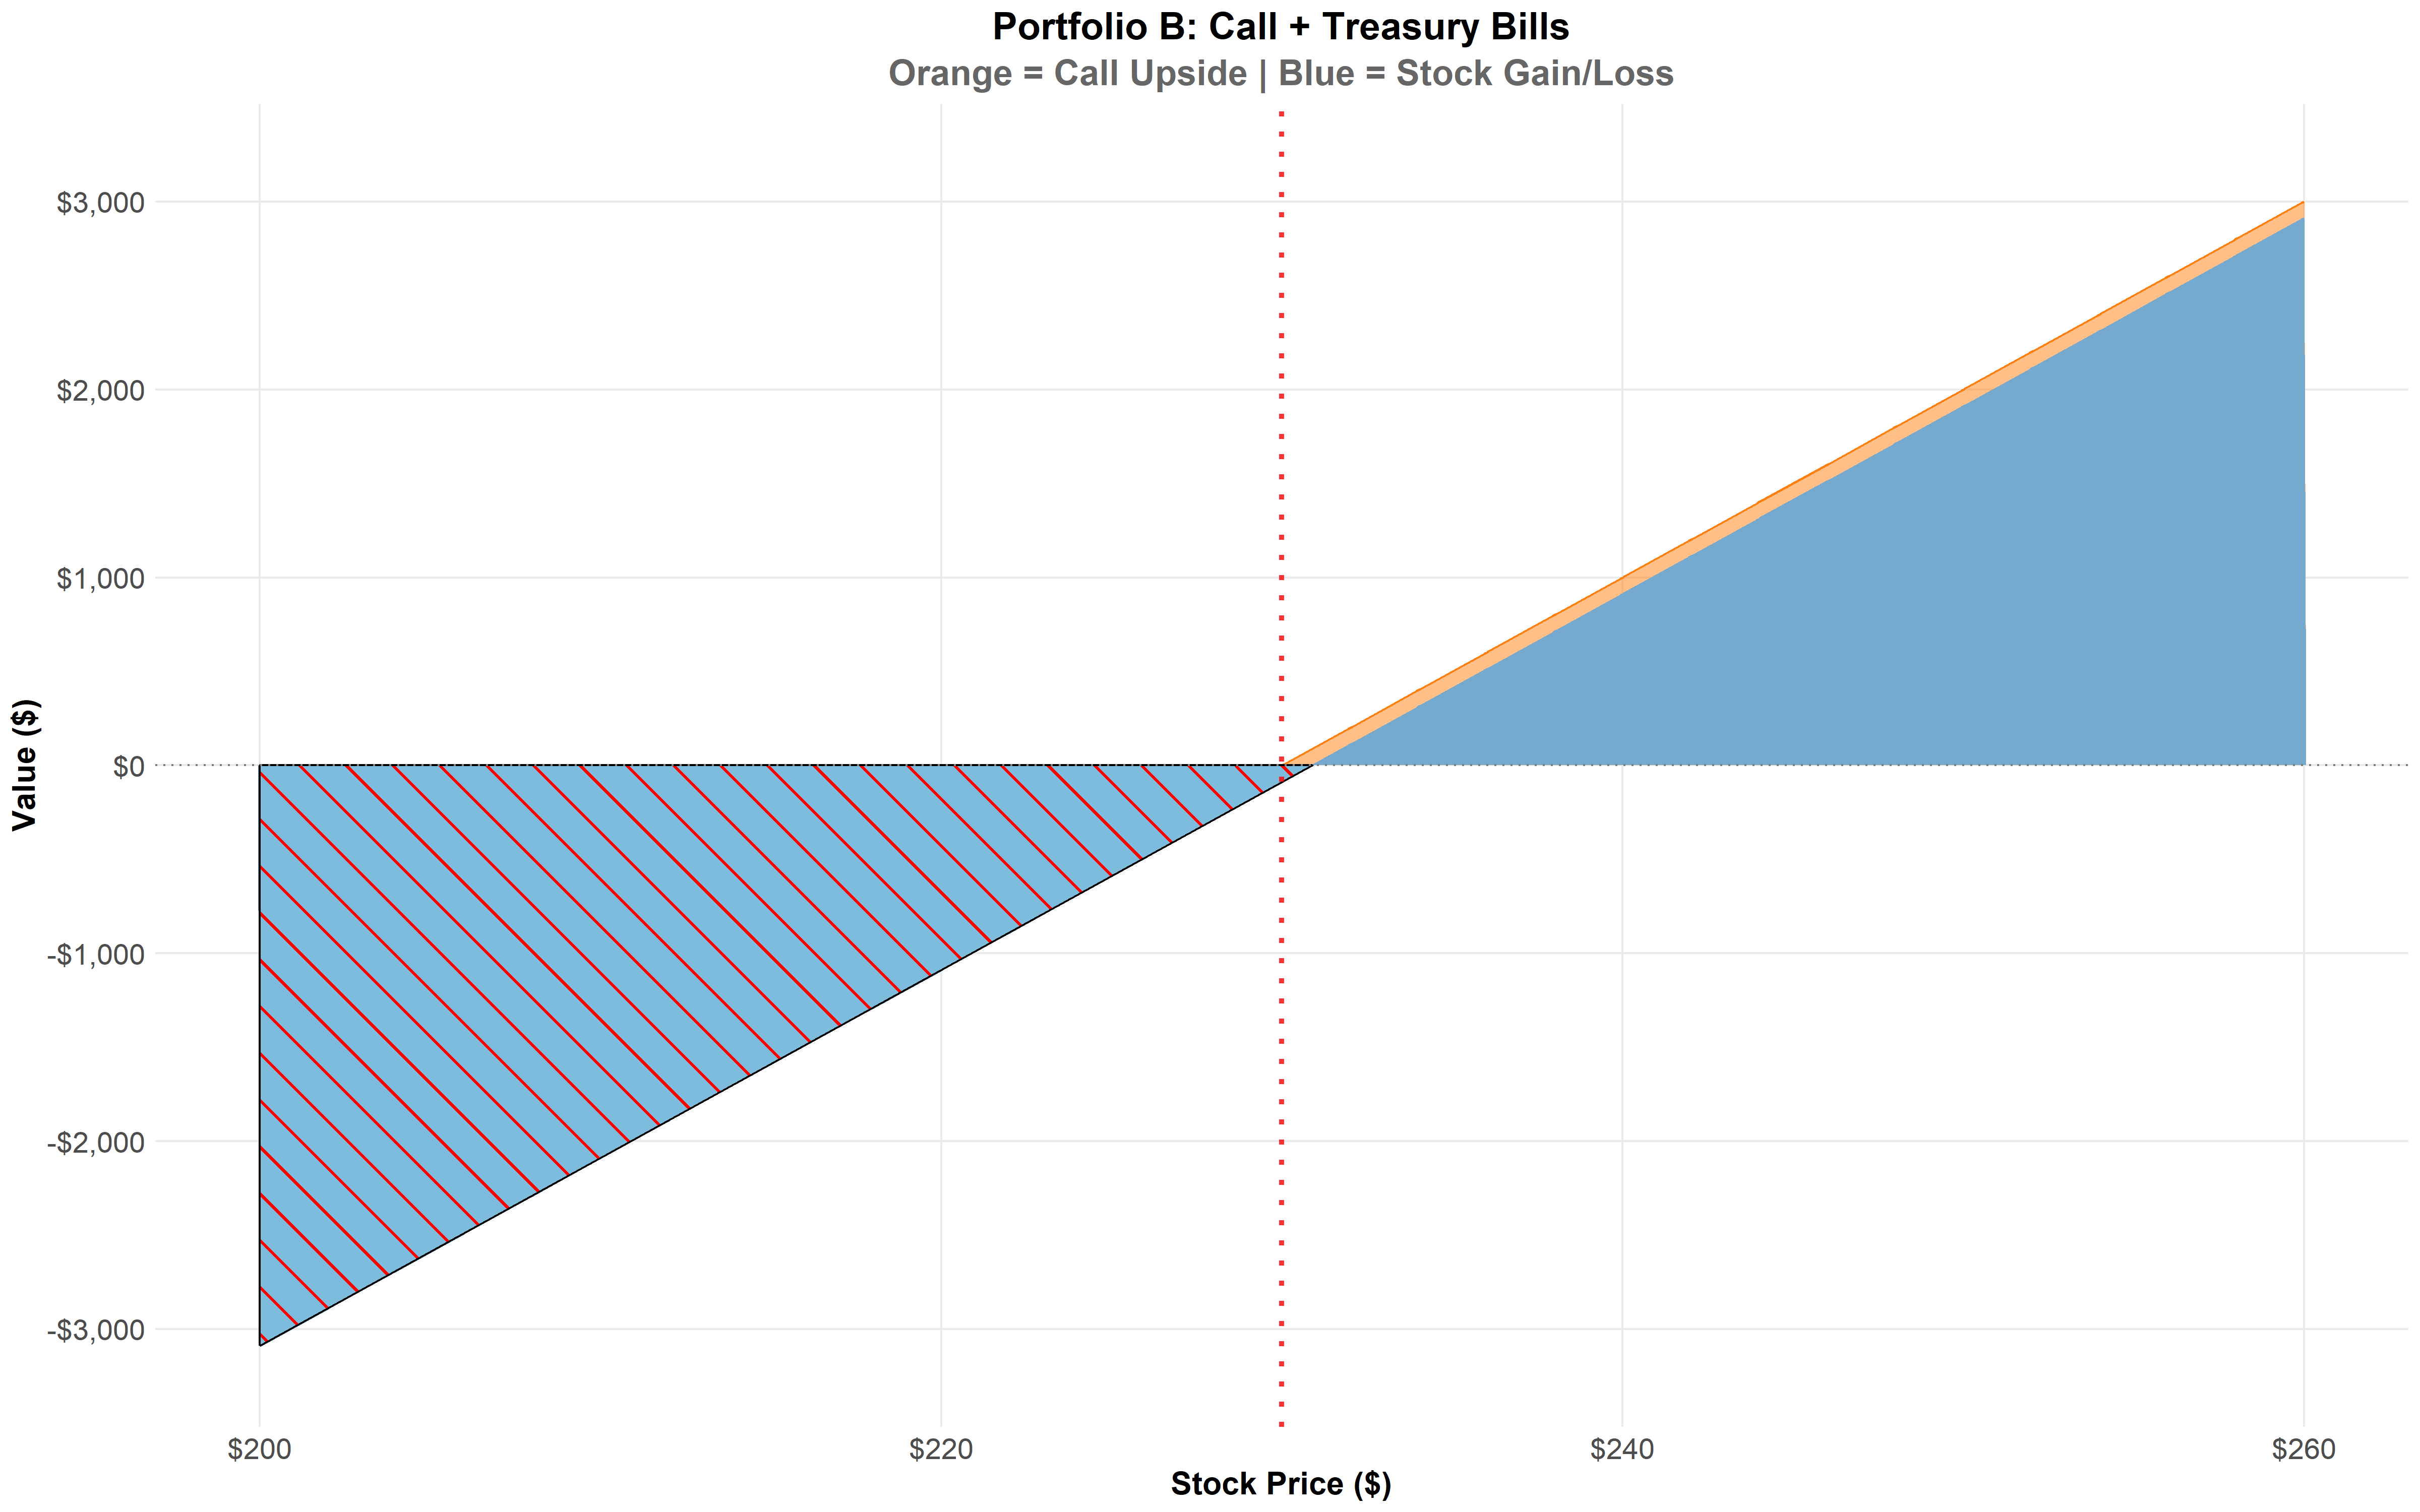 Portfolio B: Call + Treasury Bills
Orange = Call Upside | Blue = Stock Gain/Loss
$3,000
$2,000
$1,000
$0
-$1,000
-$2,000
-$3,000
Value ($)
$200
$220
$240
$260
Stock Price ($)